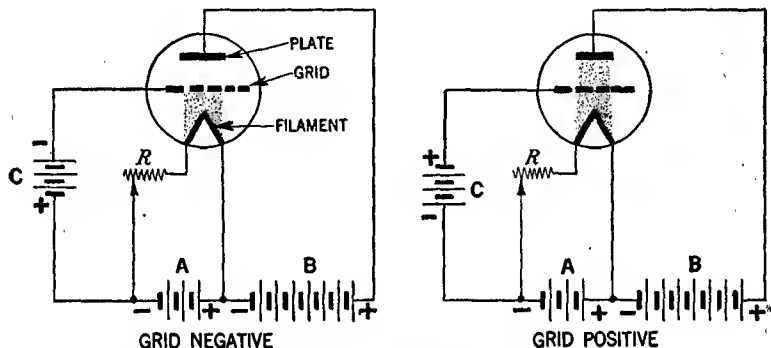 PLATE
GRID
FILAMENT
-
C
+
R
A
B
- + - +
GRID NEGATIVE
+
C
-
R
A
B
- + - +
GRID POSITIVE